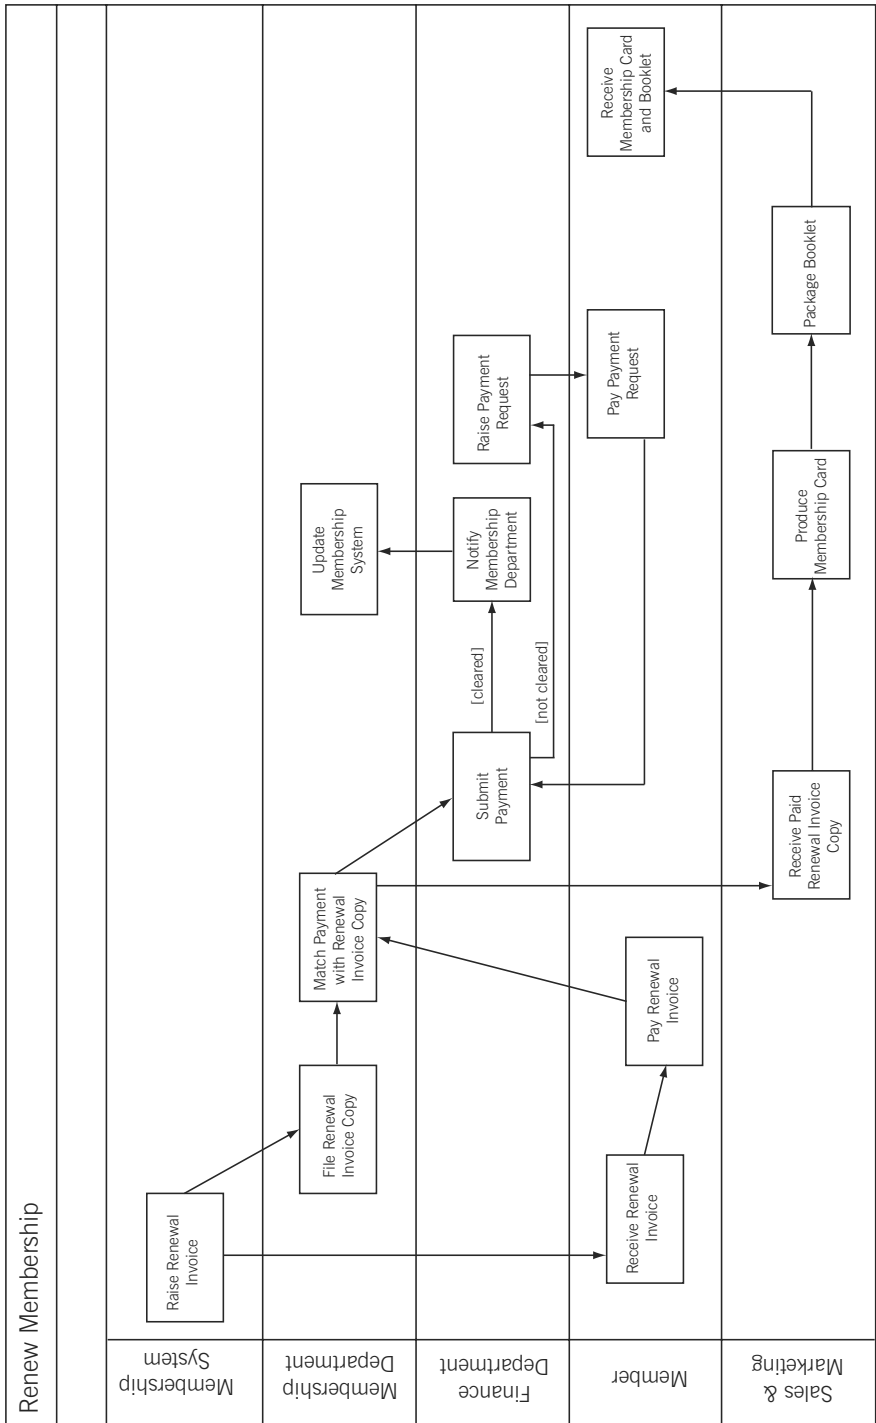 Renew Membership
Membership
System
Raise Renewal
Invoice
Membership
Department
File Renewal
Invoice Copy
Match Payment
with Renewal
Invoice Copy
Update
Membership
System
Finance
Department
Submit
Payment
[cleared]
[not cleared]
Notify
Membership
Department
Raise Payment
Request
Member
Receive Renewal
Invoice
Pay Renewal
Invoice
Pay Payment
Request
Receive
Membership Card
and Booklet
Sales &
Marketing
Receive Paid
Renewal Invoice
Copy
Produce
Membership Card
Package Booklet